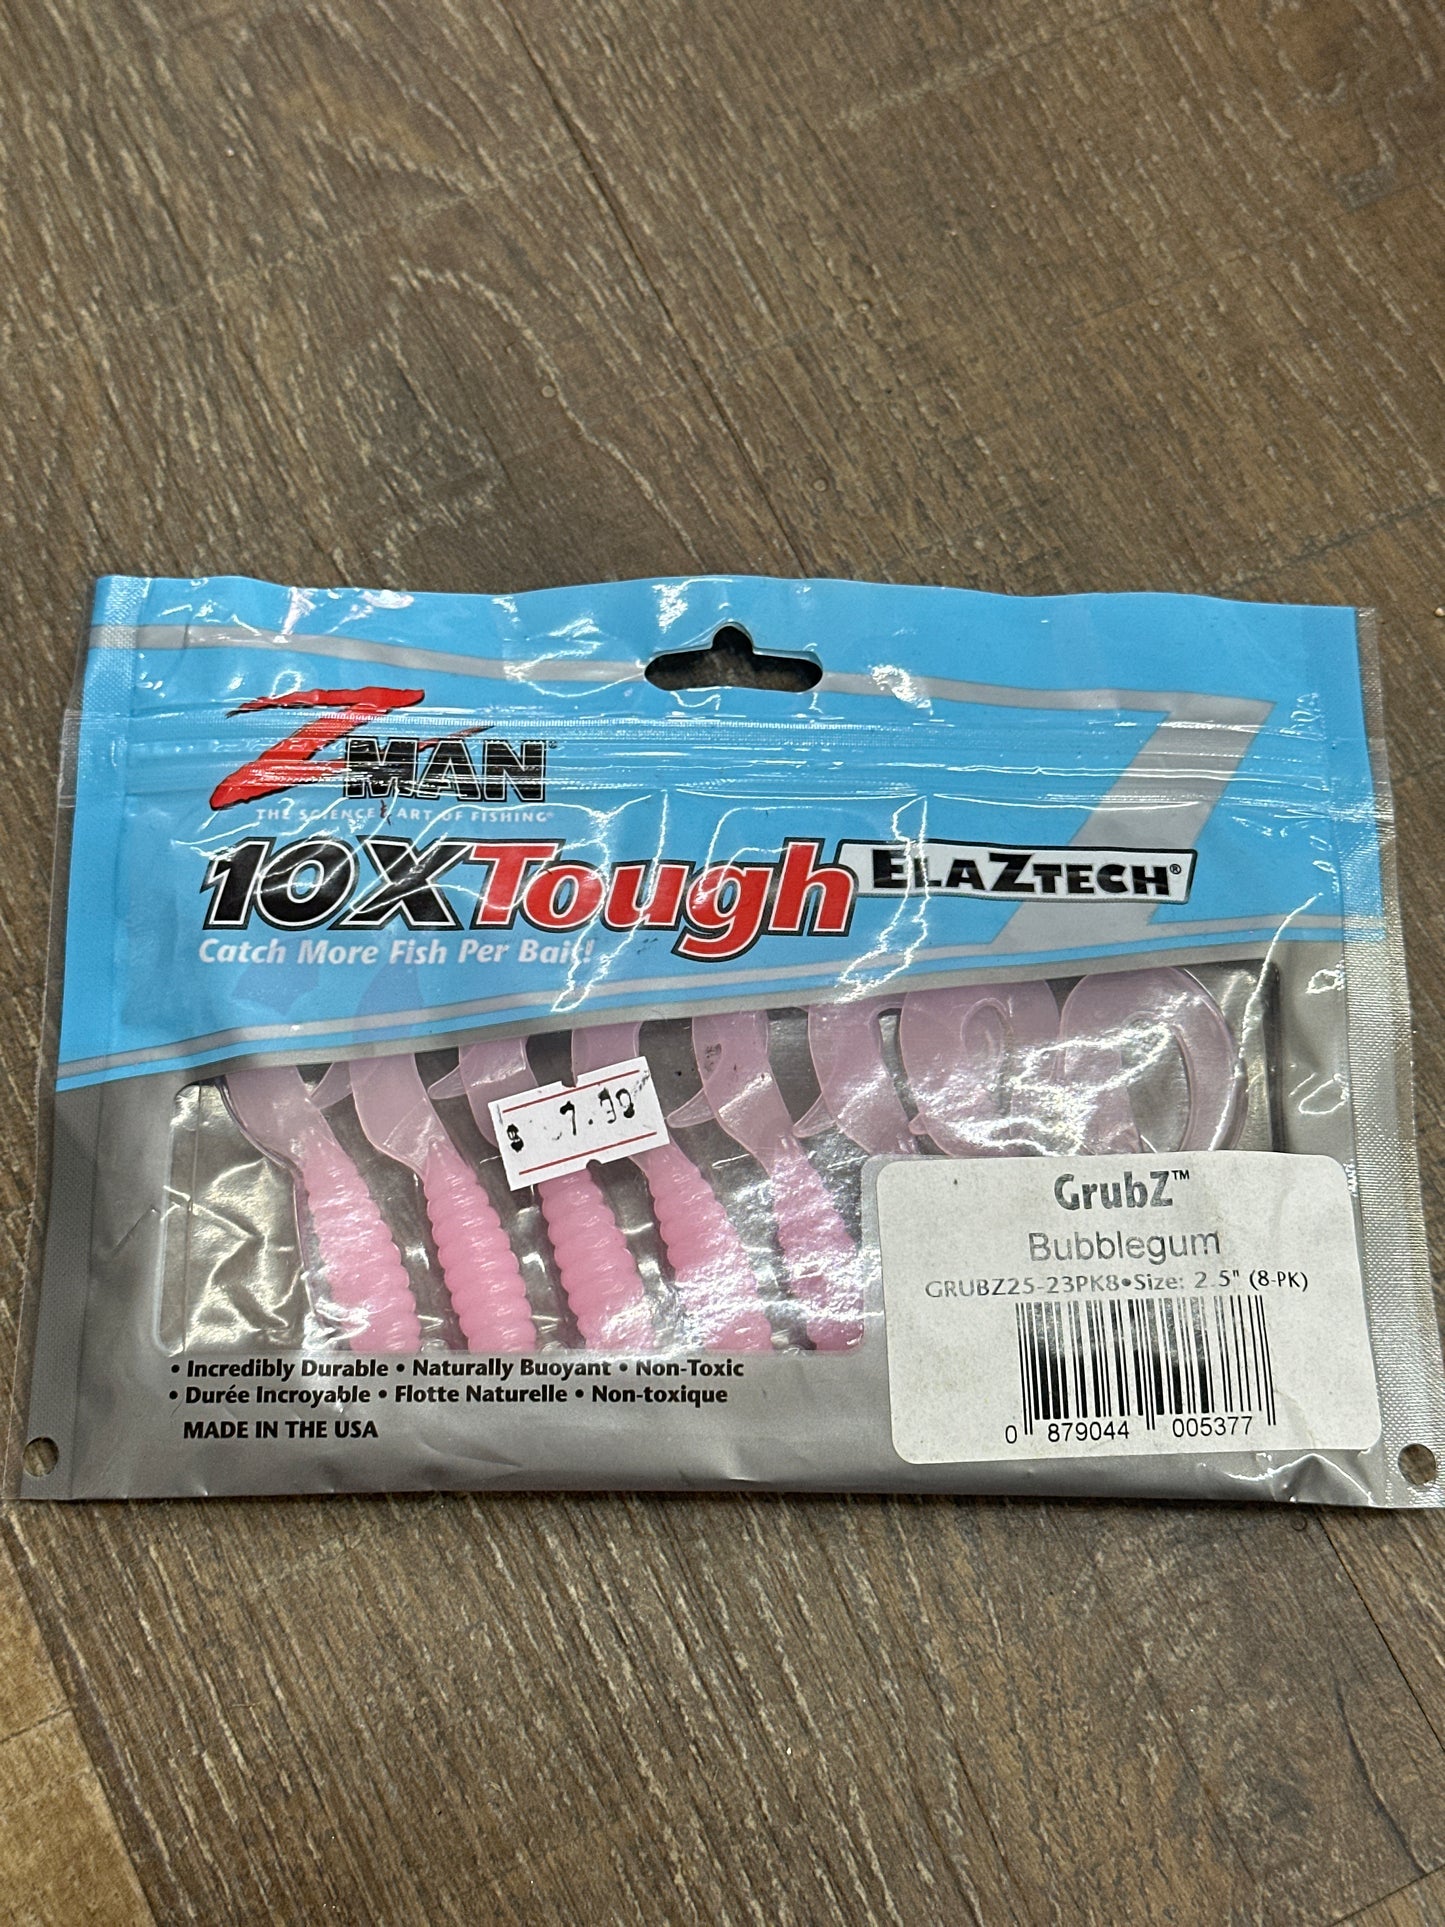 Z MAN®
THE SCIENCE & ART OF FISHING®
10X Tough ELAZTECH®
Catch More Fish Per Bait!
GrubZ™
Bubblegum
GRUBZ25-23PK8•Size: 2.5" (8-PK)
• Incredibly Durable • Naturally Buoyant • Non-Toxic
• Durée Incroyable • Flotte Naturelle • Non-toxique
MADE IN THE USA
0 879044 005377